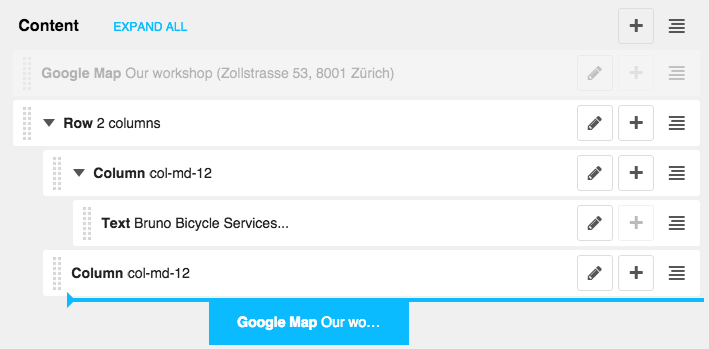 Content EXPAND ALL
Google Map Our workshop (Zollstrasse 53, 8001 Zürich)
Row 2 columns
Column col-md-12
Text Bruno Bicycle Services...
Column col-md-12
Google Map Our wo...